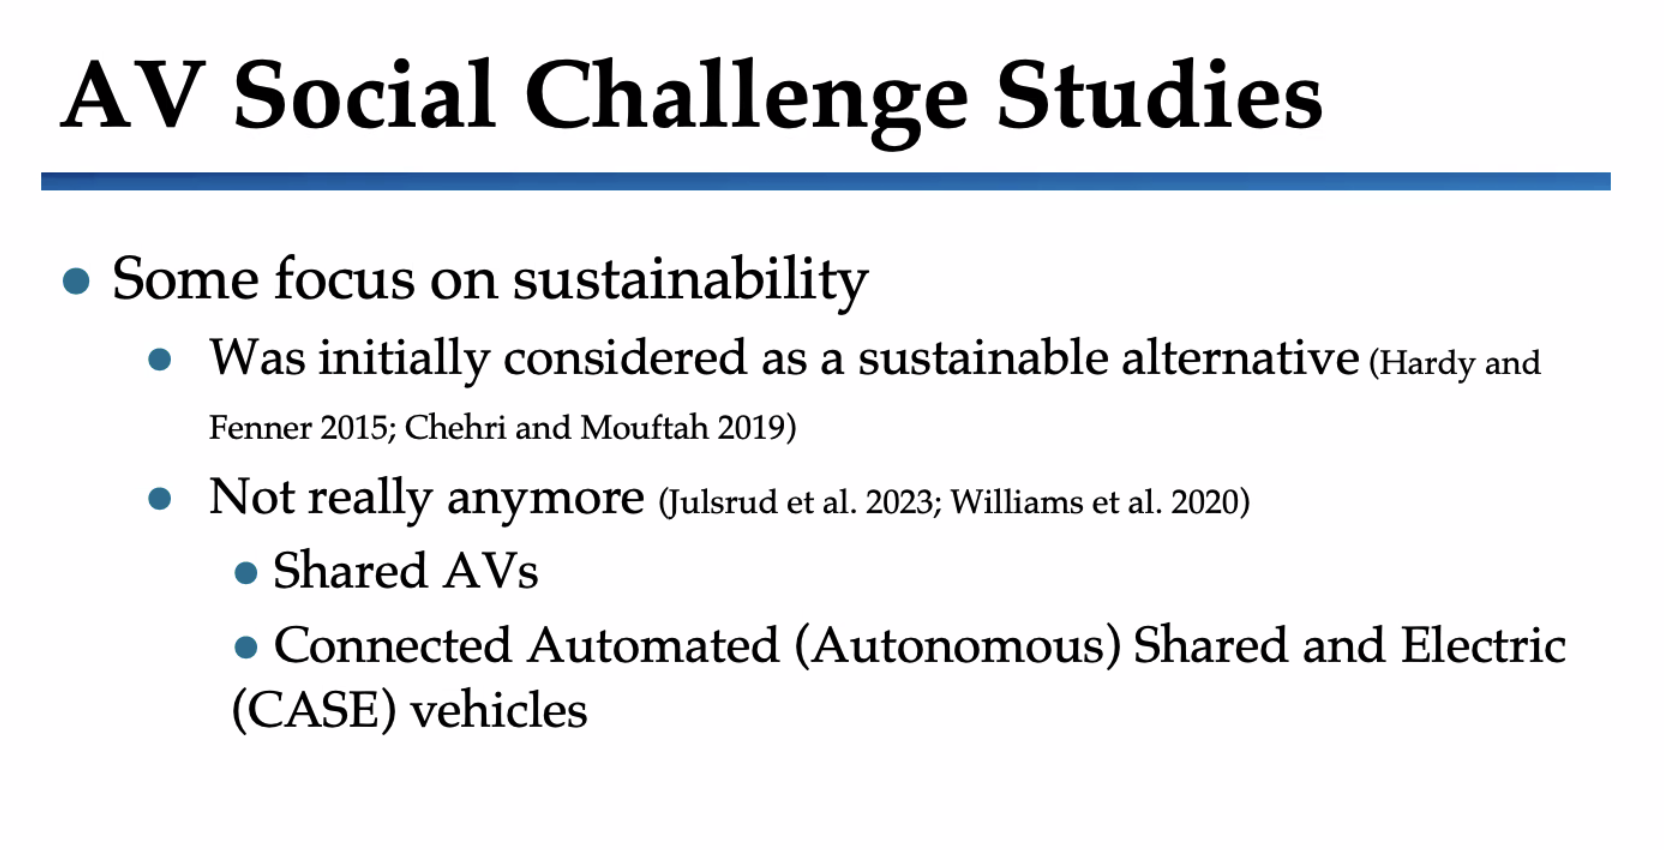 AV Social Challenge Studies
● Some focus on sustainability
● Was initially considered as a sustainable alternative (Hardy and
Fenner 2015; Chehri and Mouftah 2019)
● Not really anymore (Julsrud et al. 2023; Williams et al. 2020)
● Shared AVs
● Connected Automated (Autonomous) Shared and Electric
(CASE) vehicles